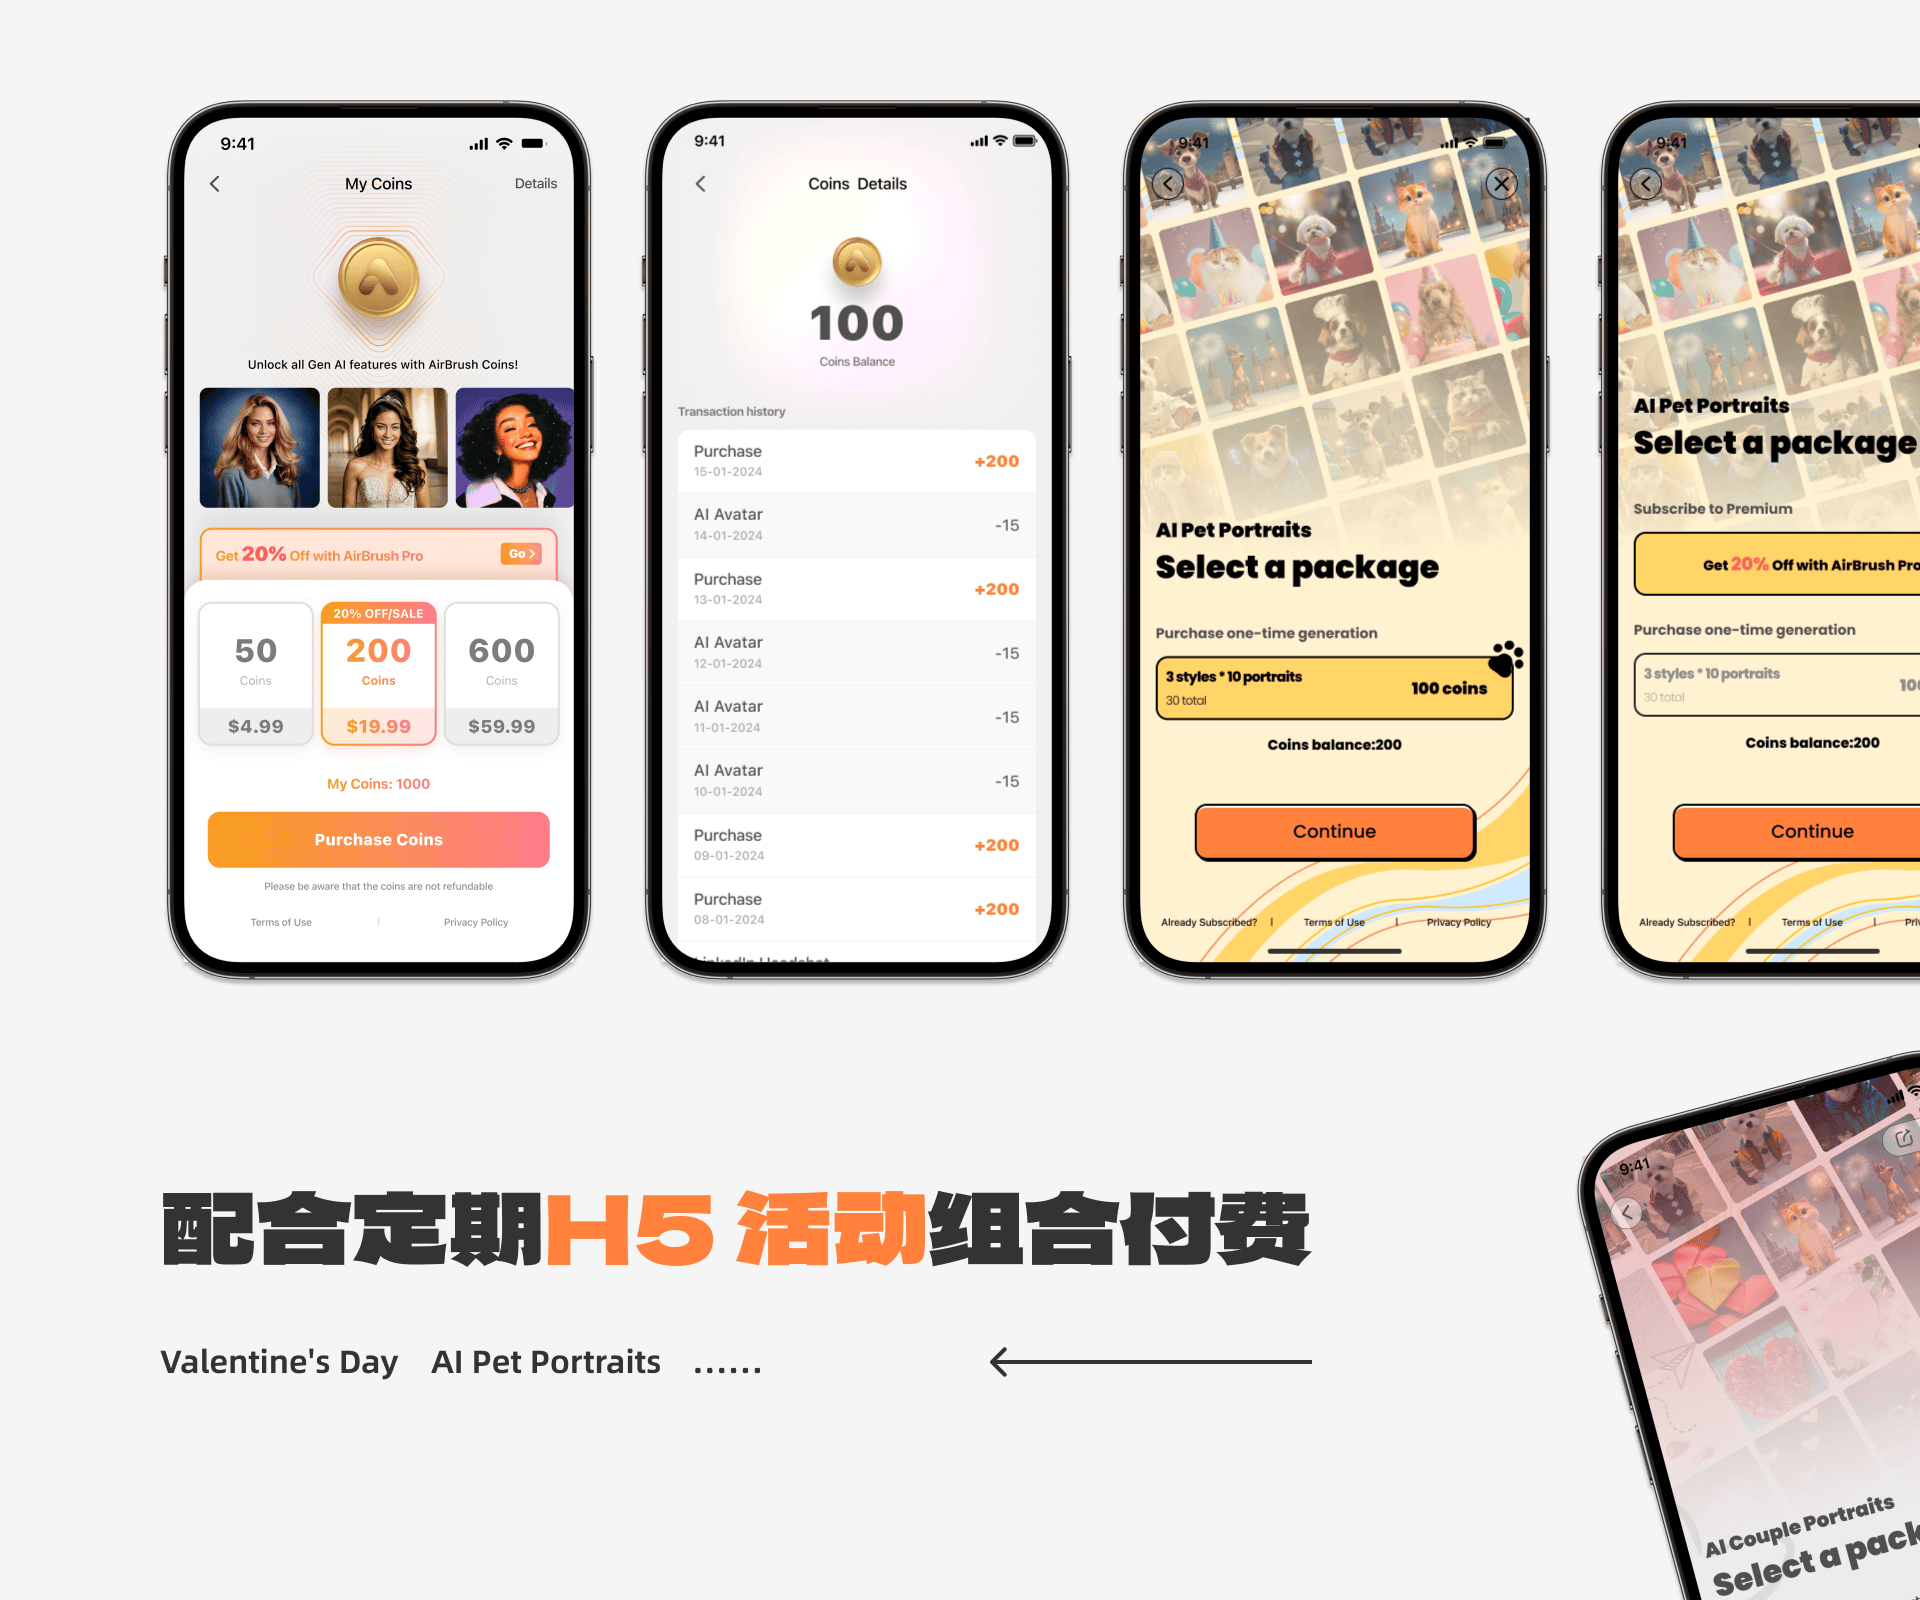 9:41
My Coins
Details
Unlock all Gen AI features with AirBrush Coins!
Get 20% Off with AirBrush Pro
Go
20% OFF/SALE
50
Coins
$4.99
200
Coins
$19.99
600
Coins
$59.99
My Coins: 1000
Purchase Coins
Please be aware that the coins are not refundable
Terms of Use | Privacy Policy
9:41
Coins Details
100
Coins Balance
Transaction history
Purchase
15-01-2024
+200
AI Avatar
14-01-2024
-15
Purchase
13-01-2024
+200
AI Avatar
12-01-2024
-15
AI Avatar
11-01-2024
-15
AI Avatar
10-01-2024
-15
Purchase
09-01-2024
+200
Purchase
08-01-2024
+200
LinkedIn Headshot
9:41
AI Pet Portraits
Select a package
Purchase one-time generation
3 styles * 10 portraits
30 total
100 coins
Coins balance:200
Continue
Already Subscribed? | Terms of Use | Privacy Policy
9:41
AI Pet Portraits
Select a package
Subscribe to Premium
Get 20% Off with AirBrush Pro
Purchase one-time generation
3 styles * 10 portraits
30 total
Coins balance:200
Continue
Already Subscribed? | Terms of Use |
配合定期H5 活动组合付费
Valentine's Day AI Pet Portraits ......
9:41
AI Couple Portraits
Select a pack